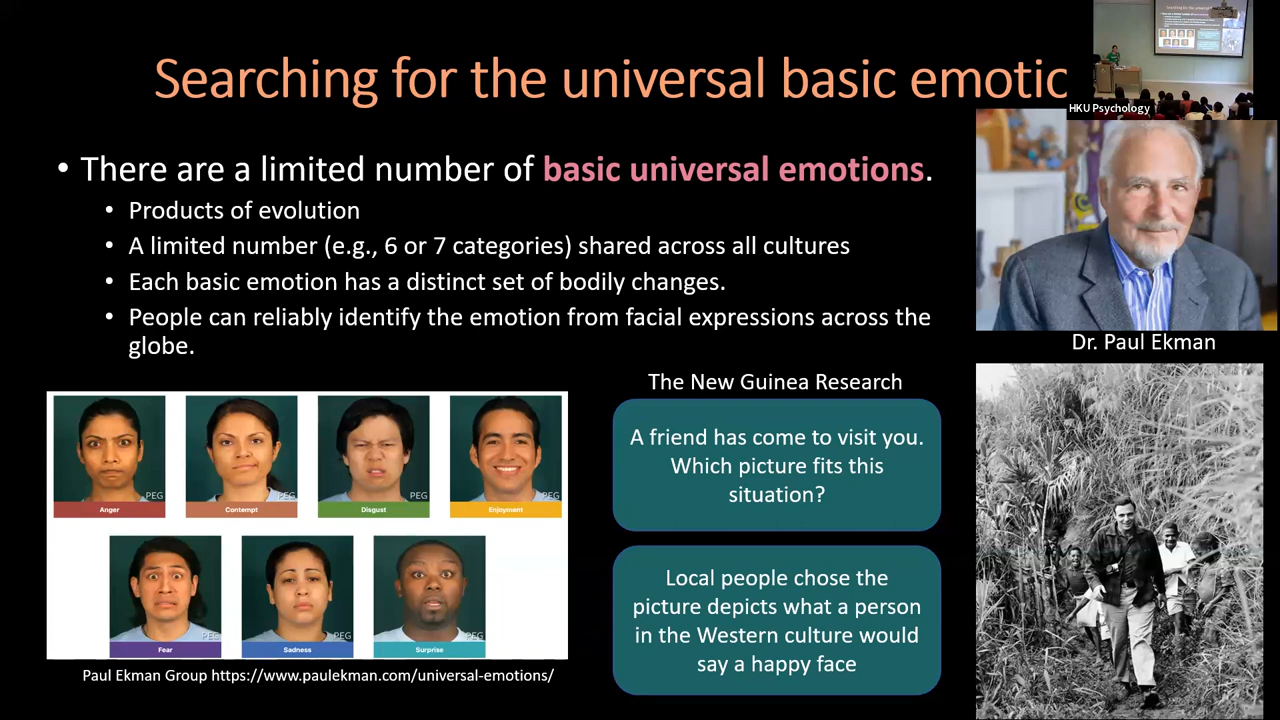 Searching for the universal basic emotic
HKU Psychology
• There are a limited number of basic universal emotions.
• Products of evolution
• A limited number (e.g., 6 or 7 categories) shared across all cultures
• Each basic emotion has a distinct set of bodily changes.
• People can reliably identify the emotion from facial expressions across the
globe.
Dr. Paul Ekman
The New Guinea Research
A friend has come to visit you.
Which picture fits this
situation?
Local people chose the
picture depicts what a person
in the Western culture would
say a happy face
PEG
PEG
PEG
PEG
Anger
Contempt
Disgust
Enjoyment
PEG
PEG
PEG
Fear
Sadness
Surprise
Paul Ekman Group https://www.paulekman.com/universal-emotions/